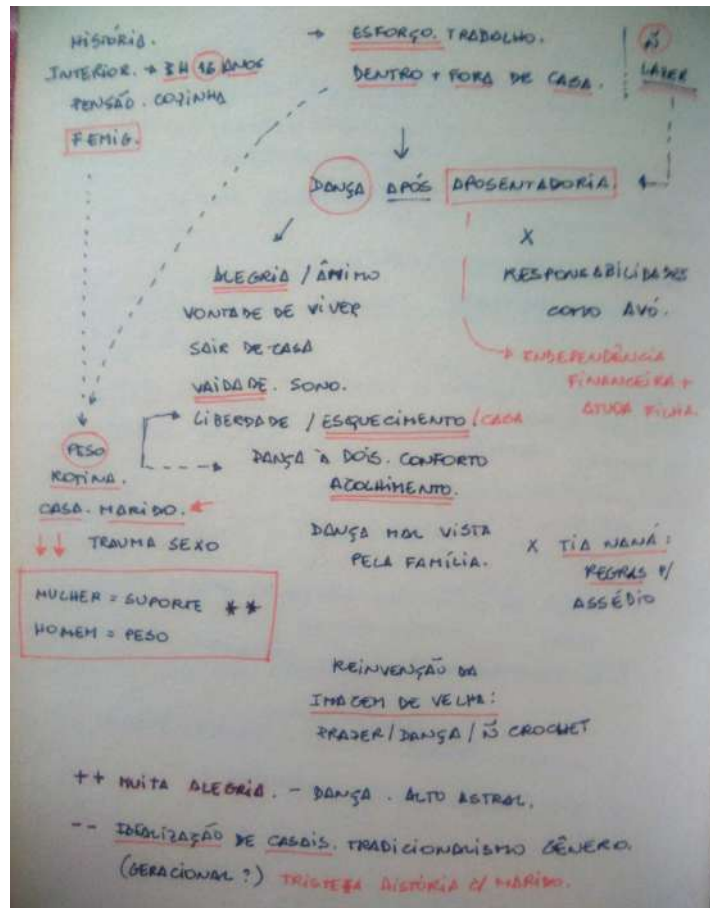 HISTÓRIA.
INTERIOR. → BH 16 ANOS
PENSÃO. COZINHA
FEMIG.
→ ESFORÇO. TRABALHO.
DENTRO + FORA DE CASA.
Ñ
LAZER
DANÇA APÓS APOSENTADORIA.
X
RESPONSABILIDADES
COMO AVÓ.
→ INDEPENDÊNCIA
FINANCEIRA +
AJUDA FILHA.
ALEGRIA / ÂNIMO
VONTADE DE VIVER
SAIR DE CASA
VAIDADE. SONO.
LIBERDADE / ESQUECIMENTO / CASA
DANÇA À DOIS. CONFORTO
ACOLHIMENTO.
PESO
ROTINA.
CASA. MARIDO.
↓↓ TRAUMA SEXO
MULHER = SUPORTE **
HOMEM = PESO
DANÇA MAL VISTA
PELA FAMÍLIA.
X TIA NANÁ:
REGRAS P/
ASSÉDIO
REINVENÇÃO DA
IMAGEM DE VELHA:
PRAZER / DANÇA / Ñ CROCHET
++ MUITA ALEGRIA. - DANÇA. ALTO ASTRAL.
-- IDEALIZAÇÃO DE CASAIS. TRADICIONALISMO GÊNERO.
(GERACIONAL?) TRISTEZA HISTÓRIA C/ MARIDO.